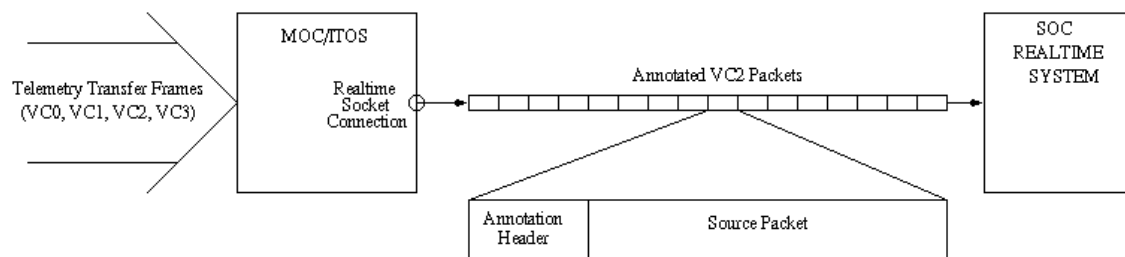 Telemetry Transfer Frames
(VC0, VC1, VC2, VC3)
MOC/ITOS
Realtime
Socket
Connection
Annotated VC2 Packets
SOC
REALTIME
SYSTEM
Annotation
Header
Source Packet